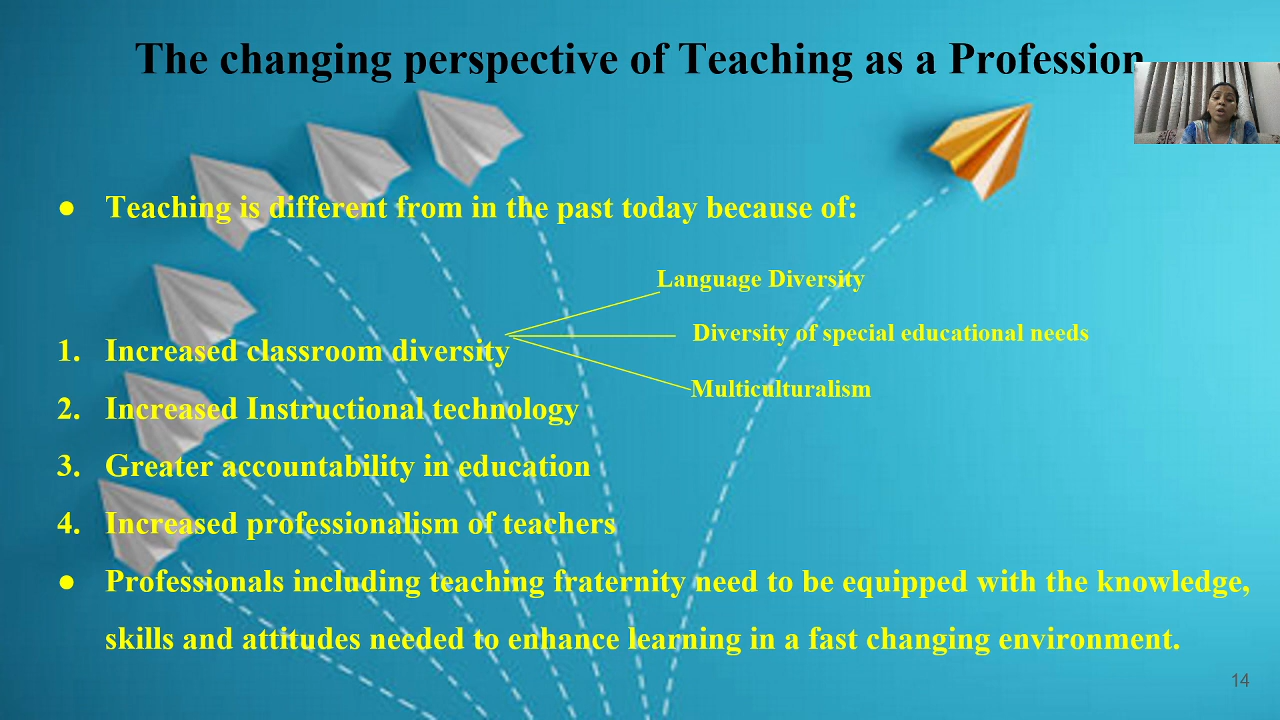 The changing perspective of Teaching as a Profession
● Teaching is different from in the past today because of:
Language Diversity
Diversity of special educational needs
1. Increased classroom diversity
Multiculturalism
2. Increased Instructional technology
3. Greater accountability in education
4. Increased professionalism of teachers
● Professionals including teaching fraternity need to be equipped with the knowledge,
skills and attitudes needed to enhance learning in a fast changing environment.
14